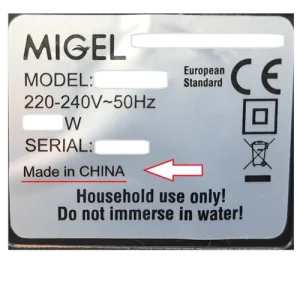 MIGEL
MODEL:
European
Standard
CE
220-240V~50Hz
W
SERIAL:
Made in CHINA
Household use only!
Do not immerse in water!